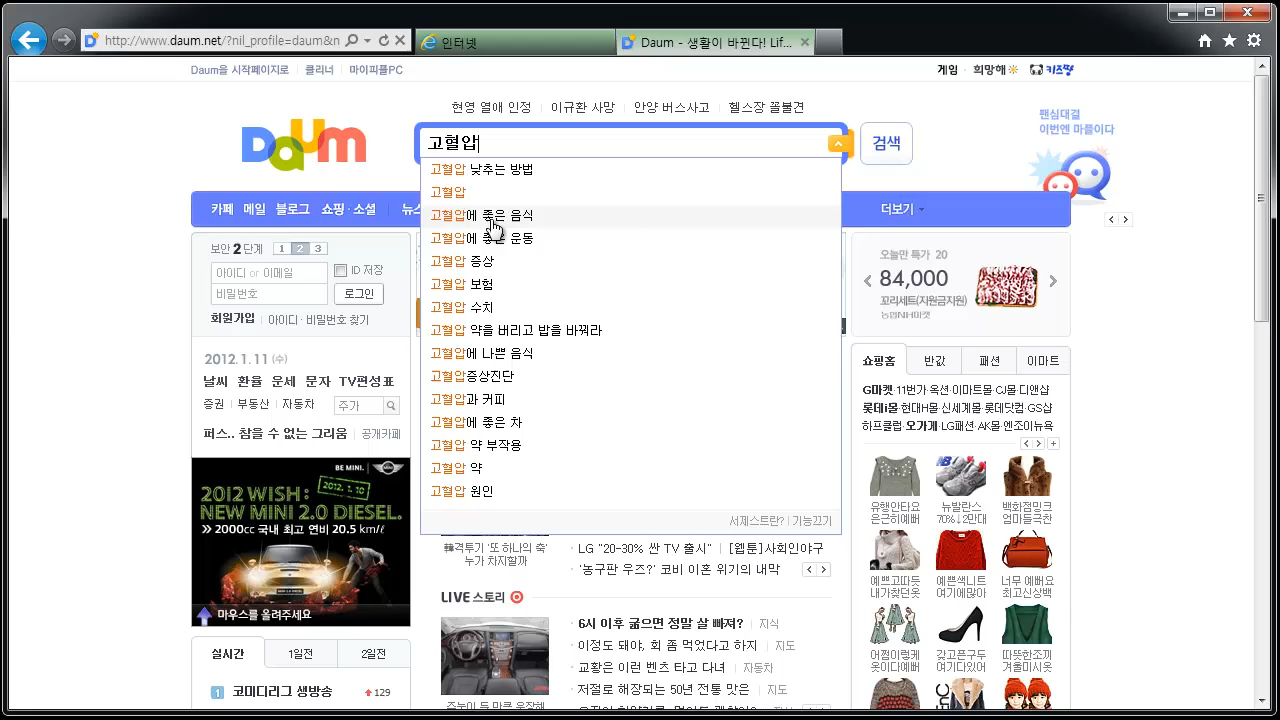 http://www.daum.net/?nil_profile=daum&n
인터넷
Daum - 생활이 바뀐다! Lif...
Daum을 시작페이지로
클리너
마이피플PC
게임 · 희망해
키즈짱
현영 열애 인정
이규환 사망
안양 버스사고
헬스장 꼴불견
Daum
고혈압
검색
팬심대결
이번엔 마플이다
고혈압 낮추는 방법
고혈압
고혈압에 좋은 음식
고혈압에 좋은 운동
고혈압 증상
고혈압 보험
고혈압 수치
고혈압 약을 버리고 밥을 바꿔라
고혈압에 나쁜 음식
고혈압증상진단
고혈압과 커피
고혈압에 좋은 차
고혈압 약 부작용
고혈압 약
고혈압 원인
기능끄기
카페 메일 블로그 쇼핑·소셜 뉴스
더보기
보안 2단계 1 2 3
아이디 or 이메일
ID 저장
비밀번호
로그인
회원가입
아이디 · 비밀번호 찾기
2012.1.11 (수)
날씨 환율 운세 문자 TV편성표
증권 부동산 자동차
주가
퍼스.. 참을 수 없는 그리움
공개카페
BE MINI.
MINI
2012 WISH:
2012. 1. 10
NEW MINI 2.0 DIESEL.
2000cc 국내 최고 연비 20.5 km/ℓ
마우스를 올려주세요
실시간
1일전
2일전
1 코미디리그 생방송 129
韓격투기 '또 하나의 축'
누가 차지할까
LG "20-30% 싼 TV 출시"
[웹툰]사회인야구
'농구판 우즈?' 코비 이혼 위기의 내막
LIVE 스토리
6시 이후 굶으면 정말 살 빠져? 지식
이정도 돼야, 회 좀 먹었다고 하지 지도
교황은 이런 벤츠 타고 다녀 자동차
저절로 해장되는 50년 전통 맛은 지도
오늘만 특가 20
84,000
꼬리세트(지원금지원)
농협NH마켓
쇼핑홈
반값
패션
이마트
G마켓·11번가·옥션·이마트몰·CJ몰·디앤샵
롯데i몰·현대H몰·신세계몰·롯데닷컴·GS샵
하프클럽·오가게·LG패션·AK몰·엔조이뉴욕
유행안타요
은근히예뻐
뉴발란스
70%↓2만대
백화점밍크
엄마들극찬
예쁘고따듯
내가찾던옷
예쁜색니트
여기에많아
너무 예뻐요
최고신상백
어쩜이렇게
옷이다예뻐
갖고픈구두
여기다있어
따뜻한조끼
겨울미시옷